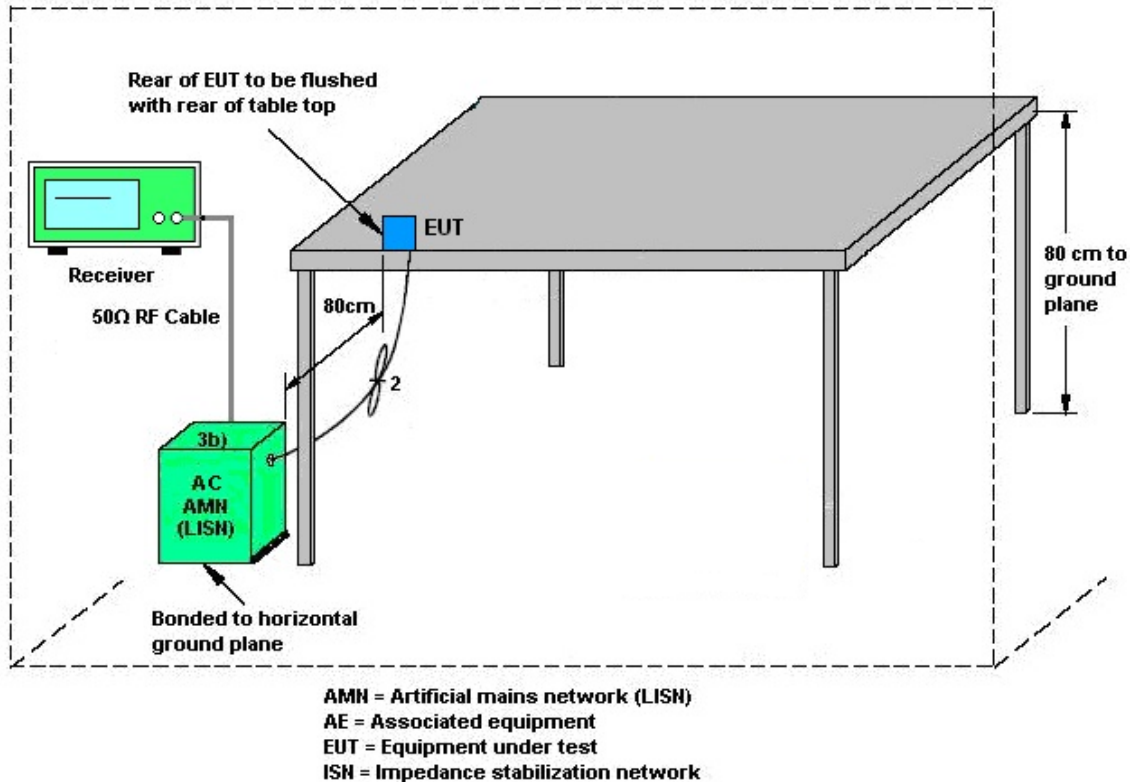 Rear of EUT to be flushed
with rear of table top
EUT
Receiver
50Ω RF Cable
80cm
2
80 cm to
ground
plane
3b)
AC
AMN
(LISN)
Bonded to horizontal
ground plane
AMN = Artificial mains network (LISN)
AE = Associated equipment
EUT = Equipment under test
ISN = Impedance stabilization network